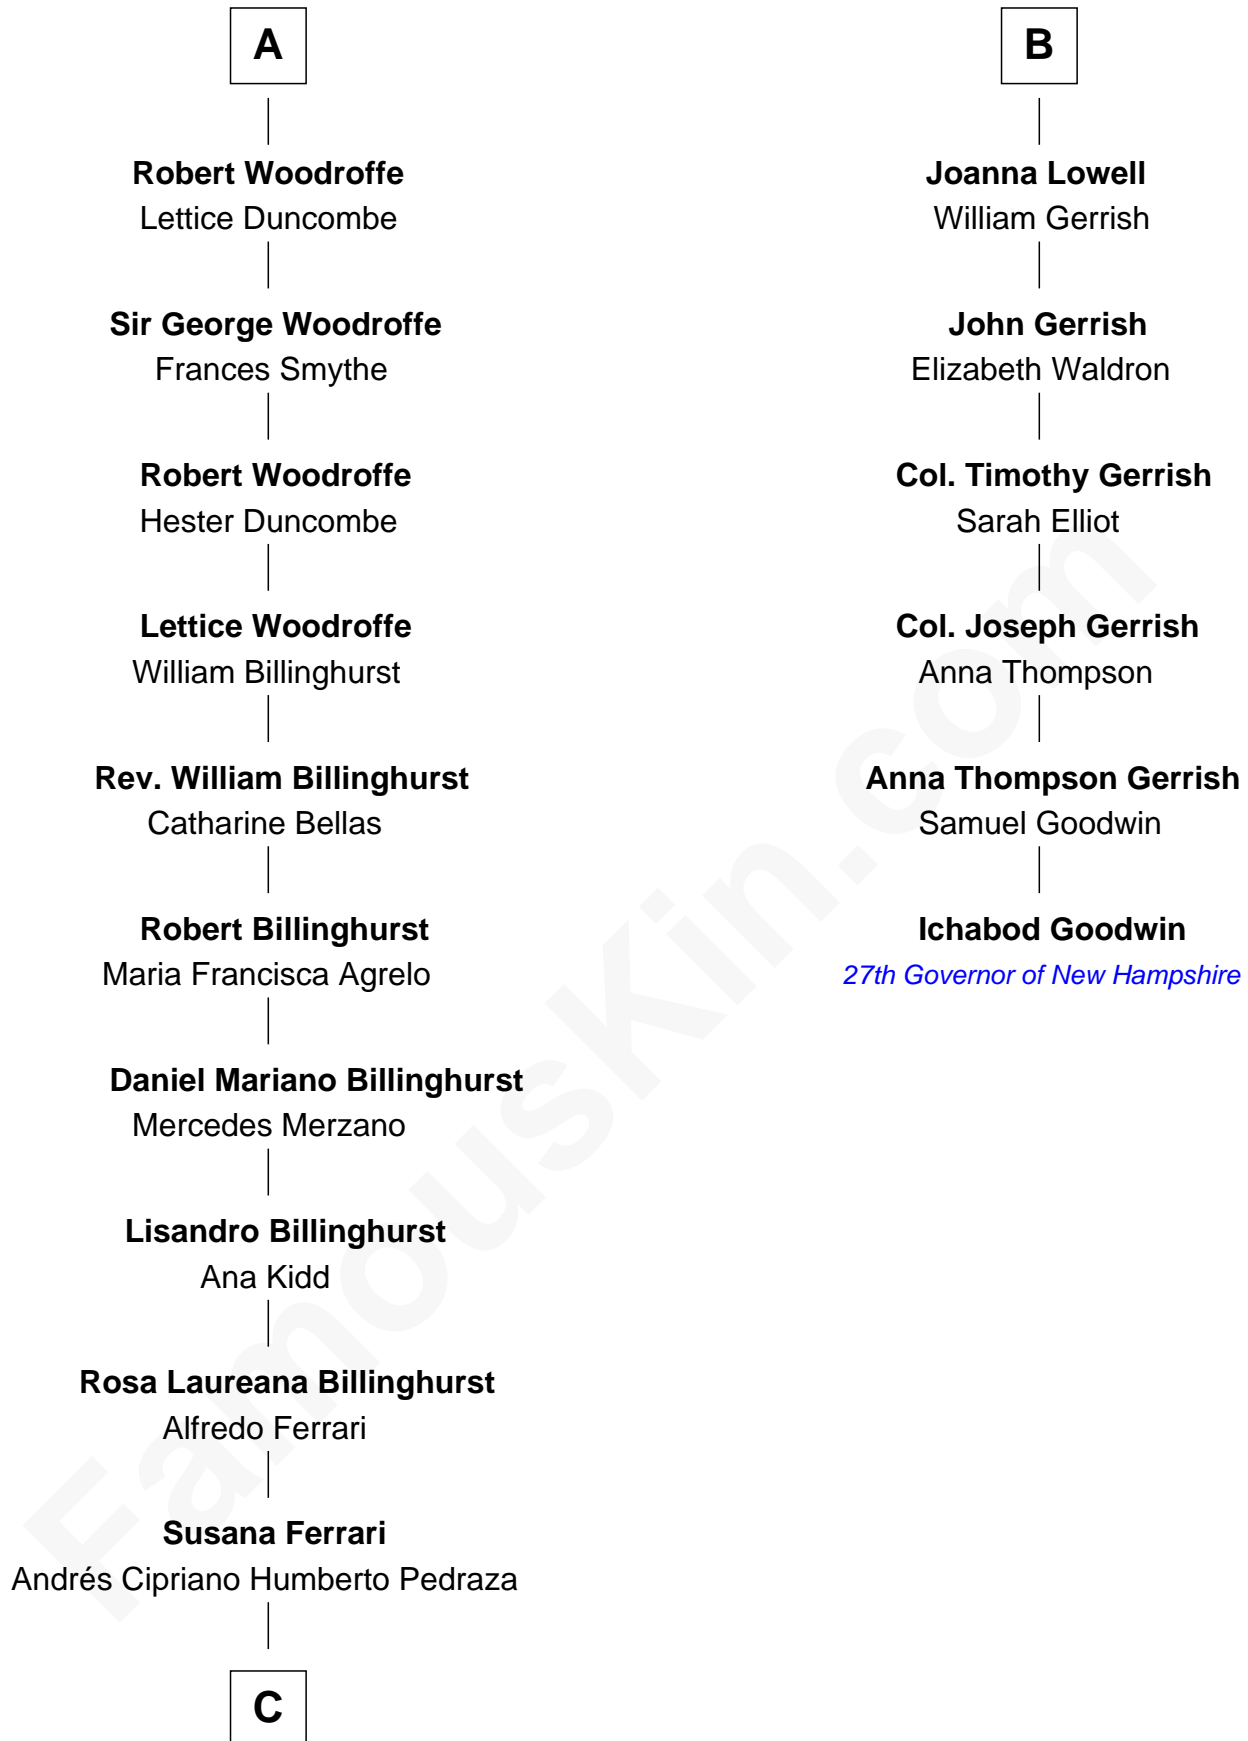 A
Robert Woodroffe
Lettice Duncombe
Sir George Woodroffe
Frances Smythe
Robert Woodroffe
Hester Duncombe
Lettice Woodroffe
William Billinghurst
Rev. William Billinghurst
Catharine Bellas
Robert Billinghurst
Maria Francisca Agrelo
Daniel Mariano Billinghurst
Mercedes Merzano
Lisandro Billinghurst
Ana Kidd
Rosa Laureana Billinghurst
Alfredo Ferrari
Susana Ferrari
Andrés Cipriano Humberto Pedraza
C
B
Joanna Lowell
William Gerrish
John Gerrish
Elizabeth Waldron
Col. Timothy Gerrish
Sarah Elliot
Col. Joseph Gerrish
Anna Thompson
Anna Thompson Gerrish
Samuel Goodwin
Ichabod Goodwin
27th Governor of New Hampshire
FamousKin.com